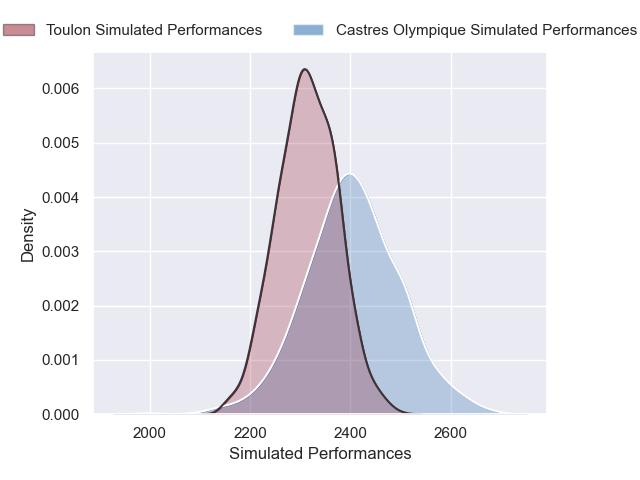 Toulon Simulated Performances Castres Olympique Simulated Performances
0.006
0.005
0.004
0.003
0.002
0.001
0.000
Density
2000 2200 2400 2600
Simulated Performances